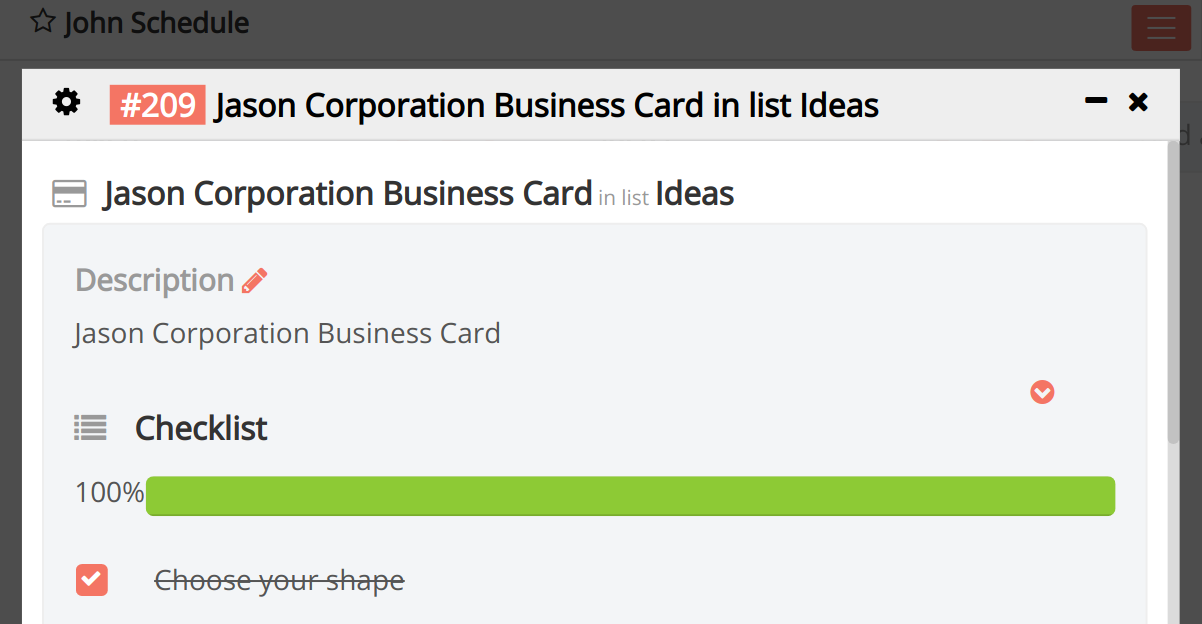 John Schedule
#209 Jason Corporation Business Card in list Ideas
Jason Corporation Business Card in list Ideas
Description
Jason Corporation Business Card
Checklist
100%
Choose your shape